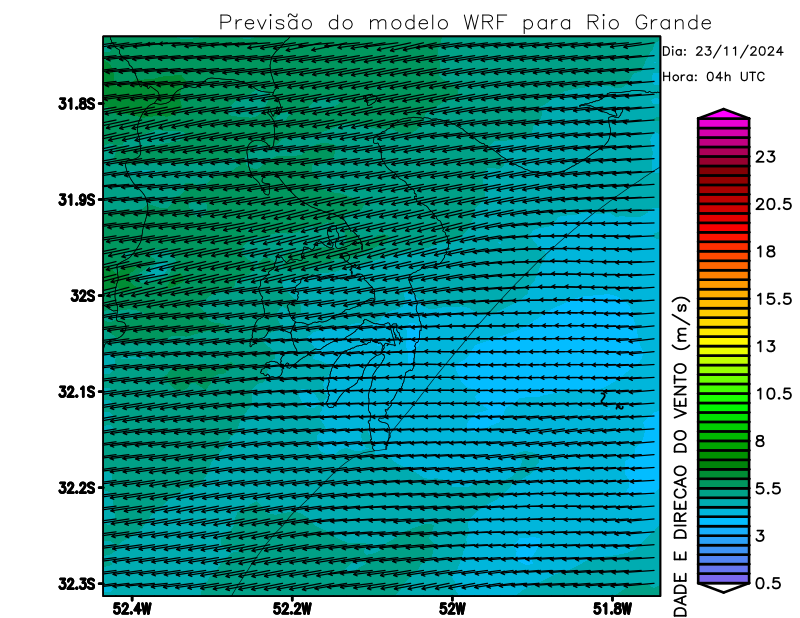 Previsão do modelo WRF para Rio Grande
Dia: 23/11/2024
Hora: 04h UTC
31.8S
31.9S
32S
32.1S
32.2S
32.3S
52.4W
52.2W
52W
51.8W
23
20.5
18
15.5
13
10.5
8
5.5
3
0.5
DADE E DIRECAO DO VENTO (m/s)